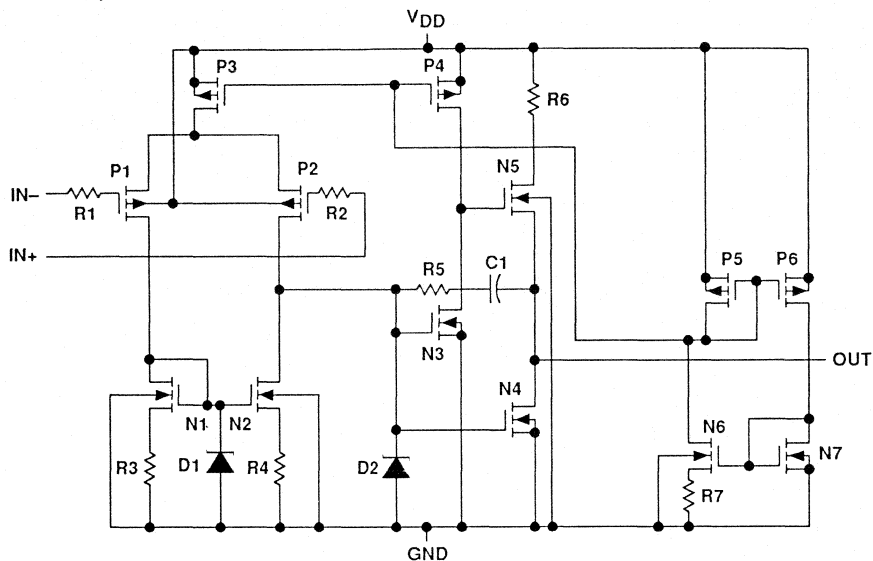 VDD
P3
P4
R6
P1
P2
N5
IN–
R1
R2
IN+
R5
C1
P5
P6
N3
OUT
N1
N2
N4
N6
N7
R3
D1
R4
D2
R7
GND